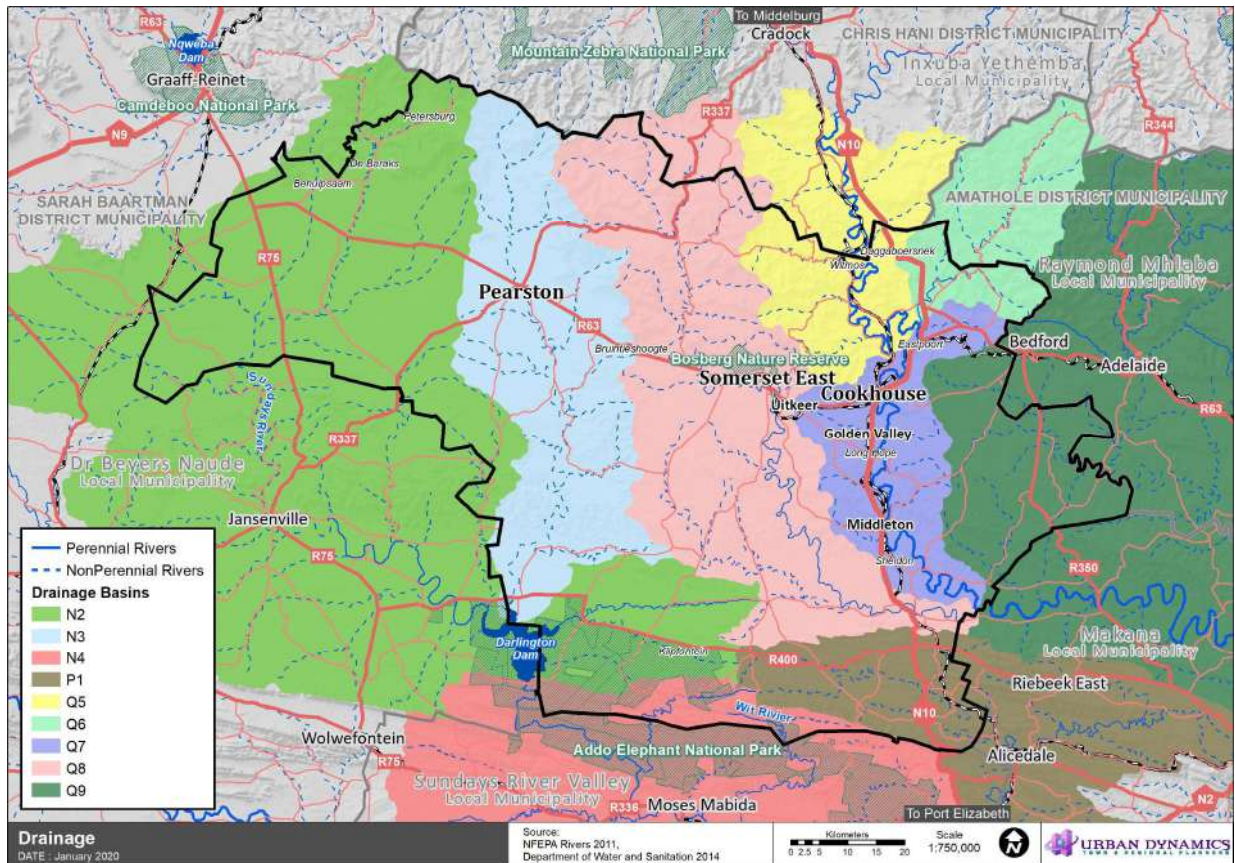 To Middelburg
Cradock
R63
Nqweba
Dam
Graaff-Reinet
Camdeboo National Park
N9
Mountain Zebra National Park
CHRIS HANI DISTRICT MUNICIPALITY
Inxuba Yethemba
Local Municipality
R337
N10
R344
Petersburg
De Baraks
SARAH BAARTMAN
DISTRICT MUNICIPALITY
AMATHOLE DISTRICT MUNICIPALITY
R75
Daggaboersnek
Witmos
Raymond Mhlaba
Local Municipality
Pearston
R63
Bruintjieshoogte
Bosberg Nature Reserve
Somerset East
Eastpoort
Bedford
Adelaide
R63
Cookhouse
Uitkeer
Golden Valley
Long Hope
Sundays River
R337
Dr Beyers Naude
Local Municipality
Jansenville
R75
Middleton
Sheldon
R350
Makana
Local Municipality
Darlington
Dam
Kapfontein
R400
Riebeek East
Wit Rivier
N10
Wolwefontein
R75
Addo Elephant National Park
Alicedale
Sundays River Valley
Local Municipality
R336
Moses Mabida
N2
To Port Elizabeth
Perennial Rivers
NonPerennial Rivers
Drainage Basins
N2
N3
N4
P1
Q5
Q6
Q7
Q8
Q9
Drainage
DATE : January 2020
Source:
NFEPA Rivers 2011,
Department of Water and Sanitation 2014
Kilometers
0 2.5 5 10 15 20
Scale
1:750,000
N
URBAN DYNAMICS
TOWN & REGIONAL PLANNERS